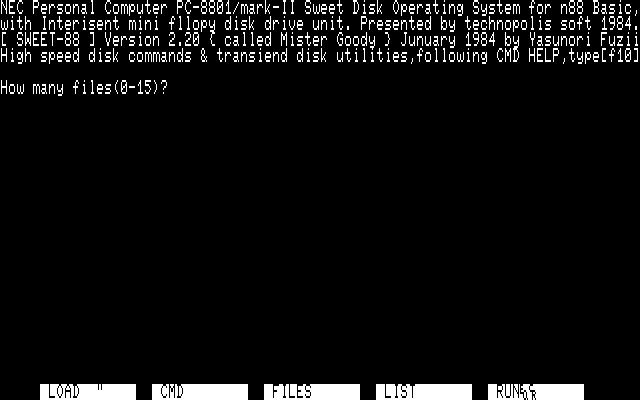 NEC Personal Computer PC-8801/mark-II Sweet Disk Operating System for n88 Basic,
with Interisent mini fllopy disk drive unit. Presented by technopolis soft 1984.
[ SWEET-88 ] Version 2.20 { called Mister Goody } Junuary 1984 by Yasunori Fuzii
High speed disk commands & transiend disk utilities,following CMD HELP,type[f10]
How many files(0-15)?
LOAD " CMD FILES LIST RUN